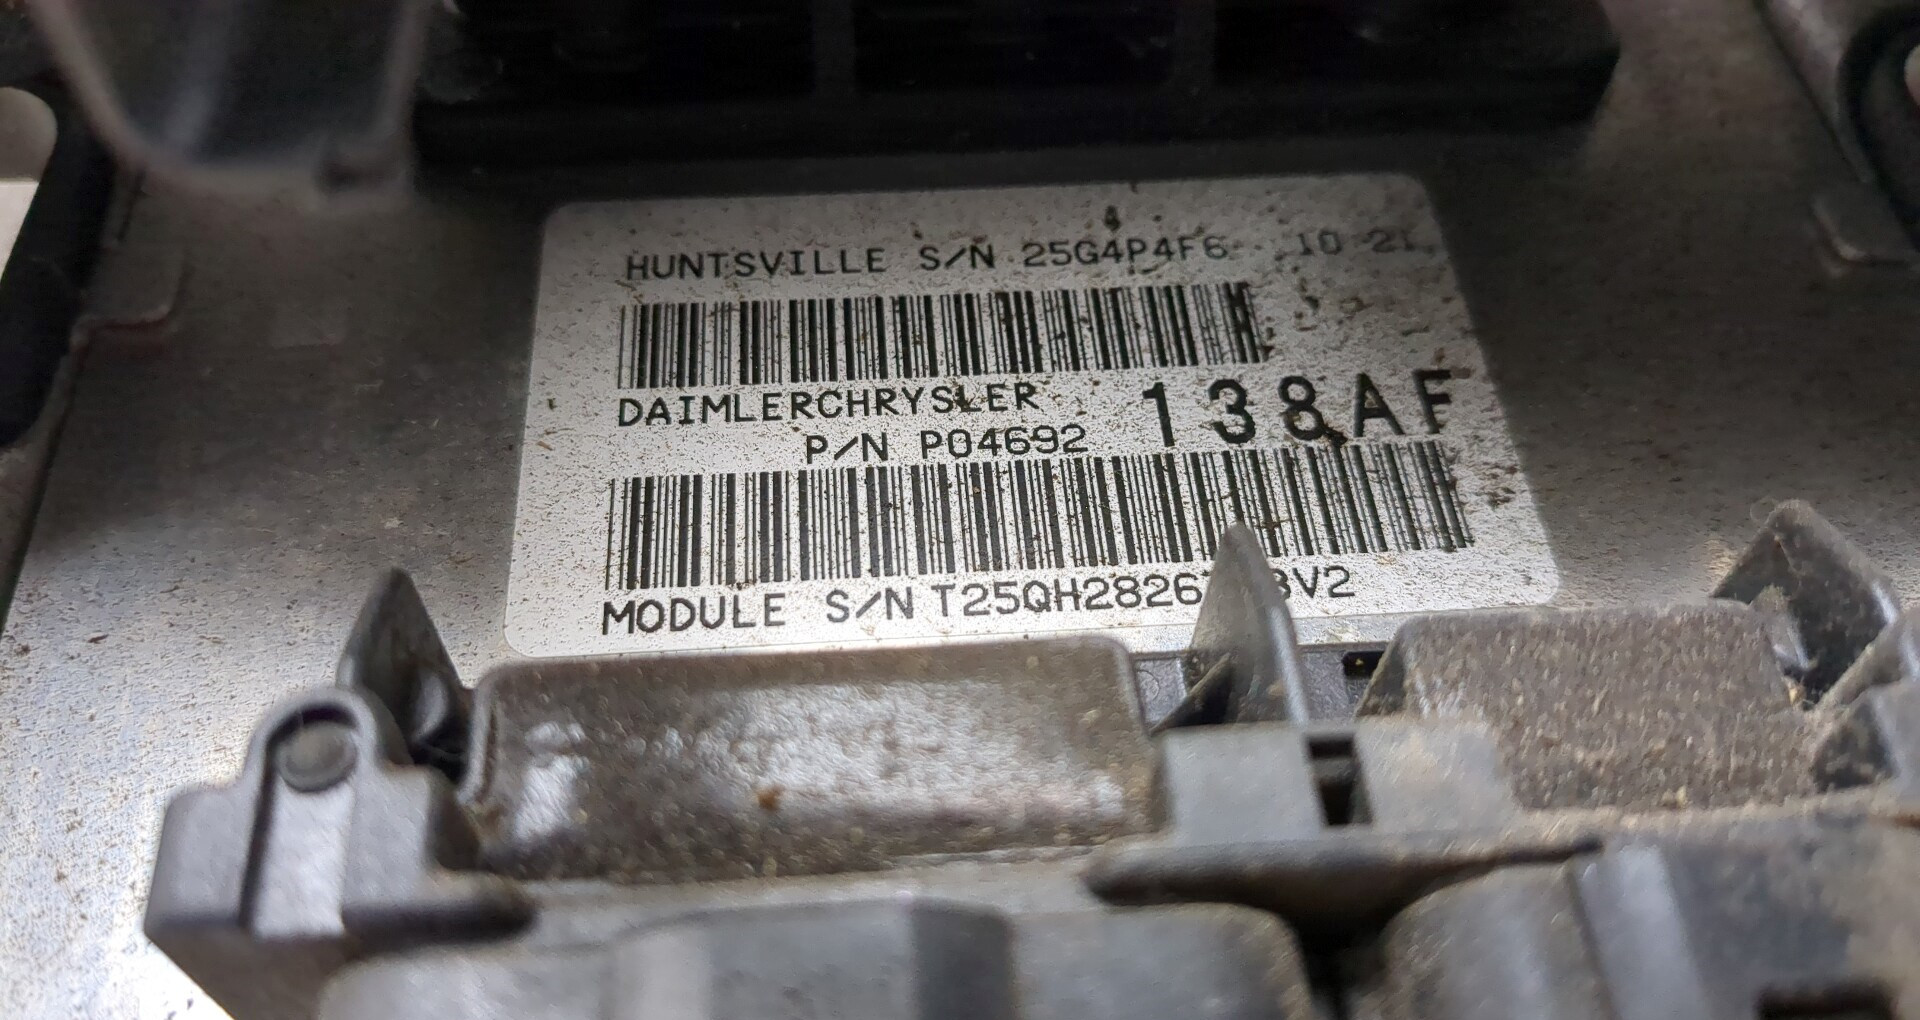 HUNTSVILLE S/N 25G4P4F6 10 21
DAIMLERCHRYSLER 138AF
P/N P04692
MODULE S/N